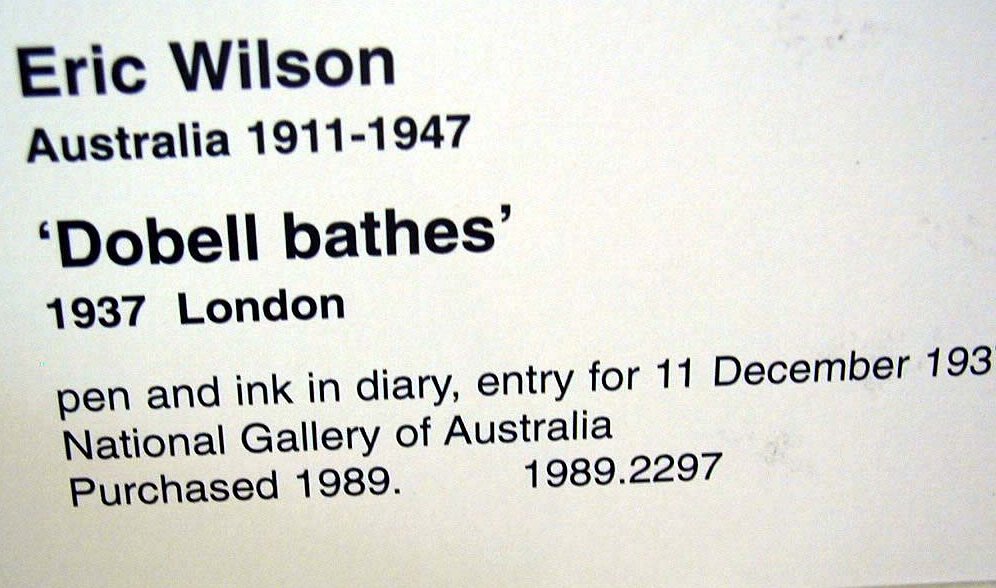 Eric Wilson
Australia 1911-1947
‘Dobell bathes’
1937 London
pen and ink in diary, entry for 11 December 193
National Gallery of Australia
Purchased 1989. 1989.2297